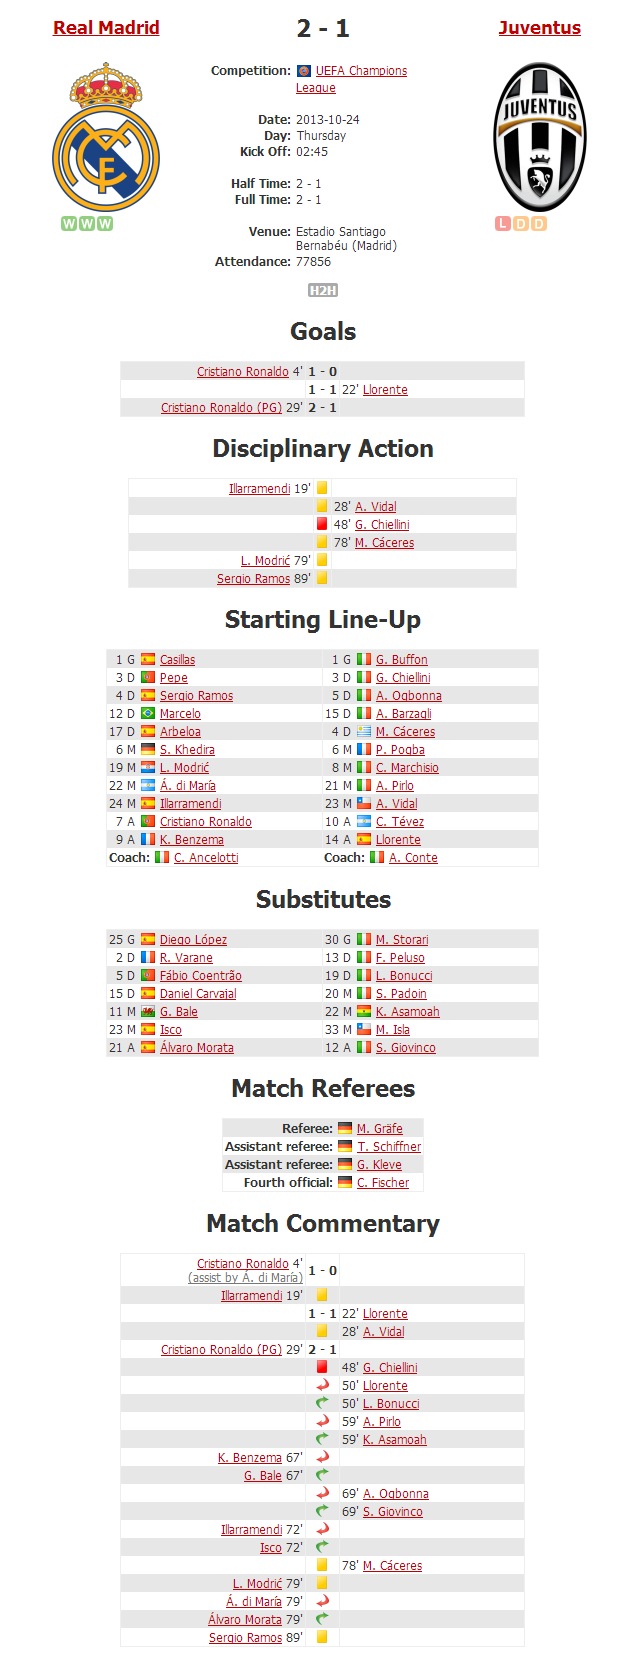 Real Madrid 2 - 1 Juventus
Competition: UEFA Champions
League
JUVENTUS
Date: 2013-10-24
Day: Thursday
Kick Off: 02:45
Half Time: 2 - 1
Full Time: 2 - 1
W W W
L D D
Venue: Estadio Santiago
Bernabéu (Madrid)
Attendance: 77856
H2H
Goals
Cristiano Ronaldo 4' 1 - 0
1 - 1 22' Llorente
Cristiano Ronaldo (PG) 29' 2 - 1
Disciplinary Action
Illarramendi 19'
28' A. Vidal
48' G. Chiellini
78' M. Cáceres
L. Modrić 79'
Sergio Ramos 89'
Starting Line-Up
1 G Casillas 1 G G. Buffon
3 D Pepe 3 D G. Chiellini
4 D Sergio Ramos 5 D A. Ogbonna
12 D Marcelo 15 D A. Barzagli
17 D Arbeloa 4 D M. Cáceres
6 M S. Khedira 6 M P. Pogba
19 M L. Modrić 8 M C. Marchisio
22 M Á. di María 21 M A. Pirlo
24 M Illarramendi 23 M A. Vidal
7 A Cristiano Ronaldo 10 A C. Tévez
9 A K. Benzema 14 A Llorente
Coach: C. Ancelotti Coach: A. Conte
Substitutes
25 G Diego López 30 G M. Storari
2 D R. Varane 13 D F. Peluso
5 D Fábio Coentrão 19 D L. Bonucci
15 D Daniel Carvajal 20 M S. Padoin
11 M G. Bale 22 M K. Asamoah
23 M Isco 33 M M. Isla
21 A Álvaro Morata 12 A S. Giovinco
Match Referees
Referee: M. Gräfe
Assistant referee: T. Schiffner
Assistant referee: G. Kleve
Fourth official: C. Fischer
Match Commentary
Cristiano Ronaldo 4' 1 - 0
(assist by Á. di María)
Illarramendi 19'
1 - 1 22' Llorente
28' A. Vidal
Cristiano Ronaldo (PG) 29' 2 - 1
48' G. Chiellini
50' Llorente
50' L. Bonucci
59' A. Pirlo
59' K. Asamoah
K. Benzema 67'
G. Bale 67'
69' A. Ogbonna
69' S. Giovinco
Illarramendi 72'
Isco 72'
78' M. Cáceres
L. Modrić 79'
Á. di María 79'
Álvaro Morata 79'
Sergio Ramos 89'